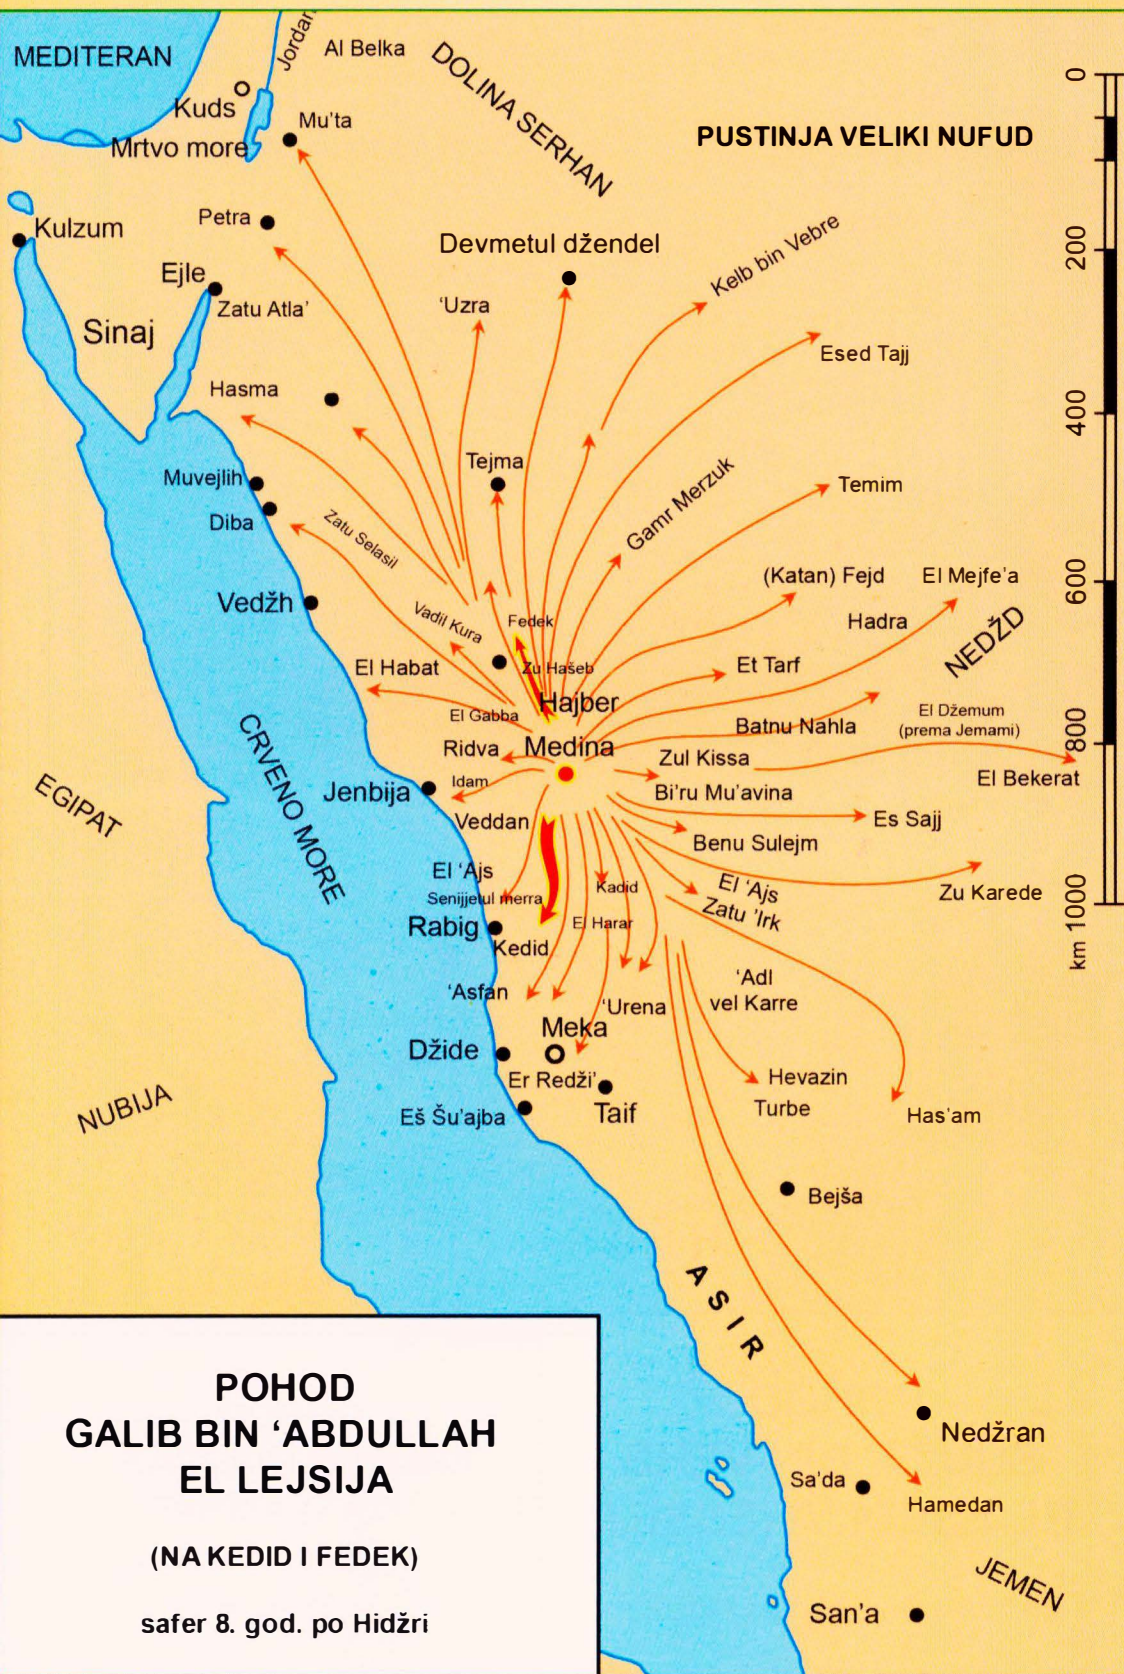 MEDITERAN
Jordan
Al Belka
DOLINA SERHAN
Kuds
Mu'ta
Mrtvo more
PUSTINJA VELIKI NUFUD
0
Kulzum
Petra
Devmetul džendel
Kelb bin Vebre
200
Ejle
Zatu Atla'
'Uzra
Sinaj
Esed Tajj
Hasma
400
Tejma
Muvejlih
Gamr Merzuk
Temim
Diba
Zatu Selasil
(Katan) Fejd
El Mejfe'a
600
Vedžh
Vadil Kura
Fedek
Hadra
NEDŽD
El Habat
Zu Hašeb
Et Tarf
Hajber
El Gabba
Batnu Nahla
El Džemum
(prema Jemami)
800
Ridva
Medina
Zul Kissa
El Bekerat
Idam
Jenbija
Bi'ru Mu'avina
EGIPAT
CRVENO MORE
Veddan
Es Sajj
Benu Sulejm
El 'Ajs
Kadid
El 'Ajs
Zatu 'Irk
Zu Karede
Senijjetul merra
El Harar
Rabig
Kedid
km 1000
'Asfan
'Urena
'Adl
vel Karre
Meka
Džide
Er Redži'
Hevazin
NUBIJA
Eš Šu'ajba
Taif
Turbe
Has'am
Bejša
ASIR
POHOD
GALIB BIN 'ABDULLAH
EL LEJSIJA
(NA KEDID I FEDEK)
safer 8. god. po Hidžri
Nedžran
Sa'da
Hamedan
JEMEN
San'a